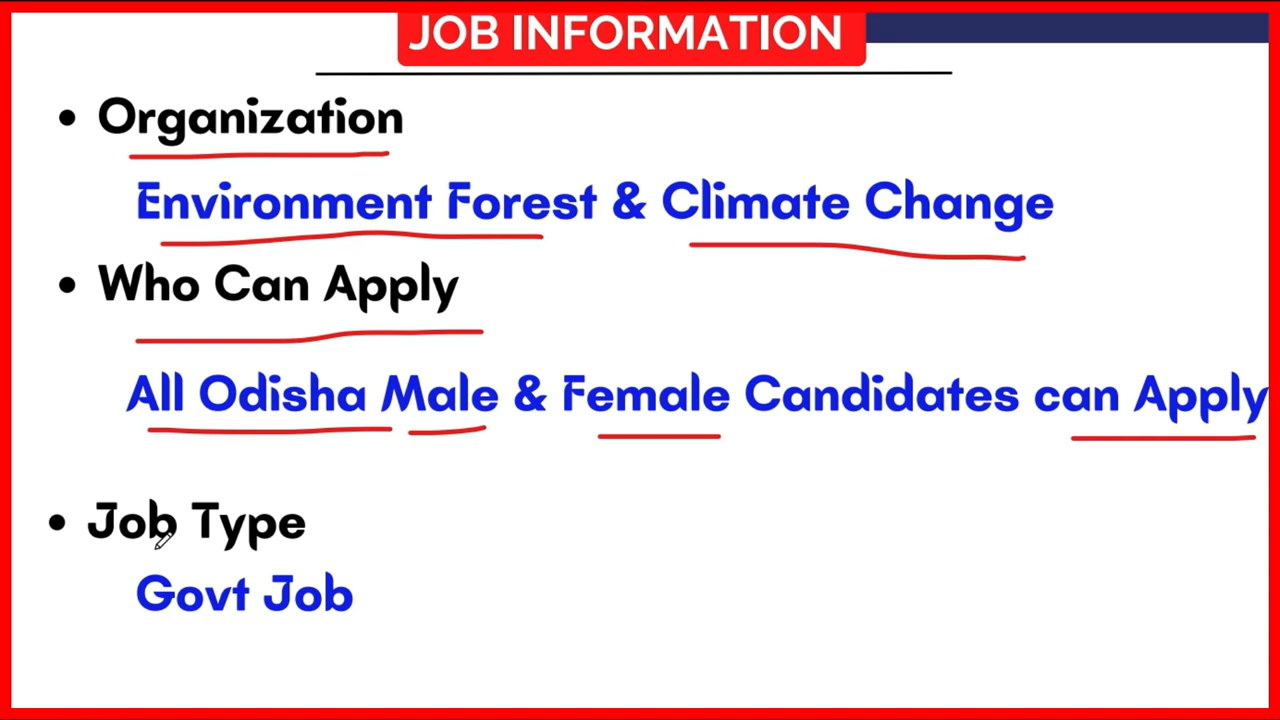 JOB INFORMATION
• Organization
Environment Forest & Climate Change
• Who Can Apply
All Odisha Male & Female Candidates can Apply
• Job Type
Govt Job